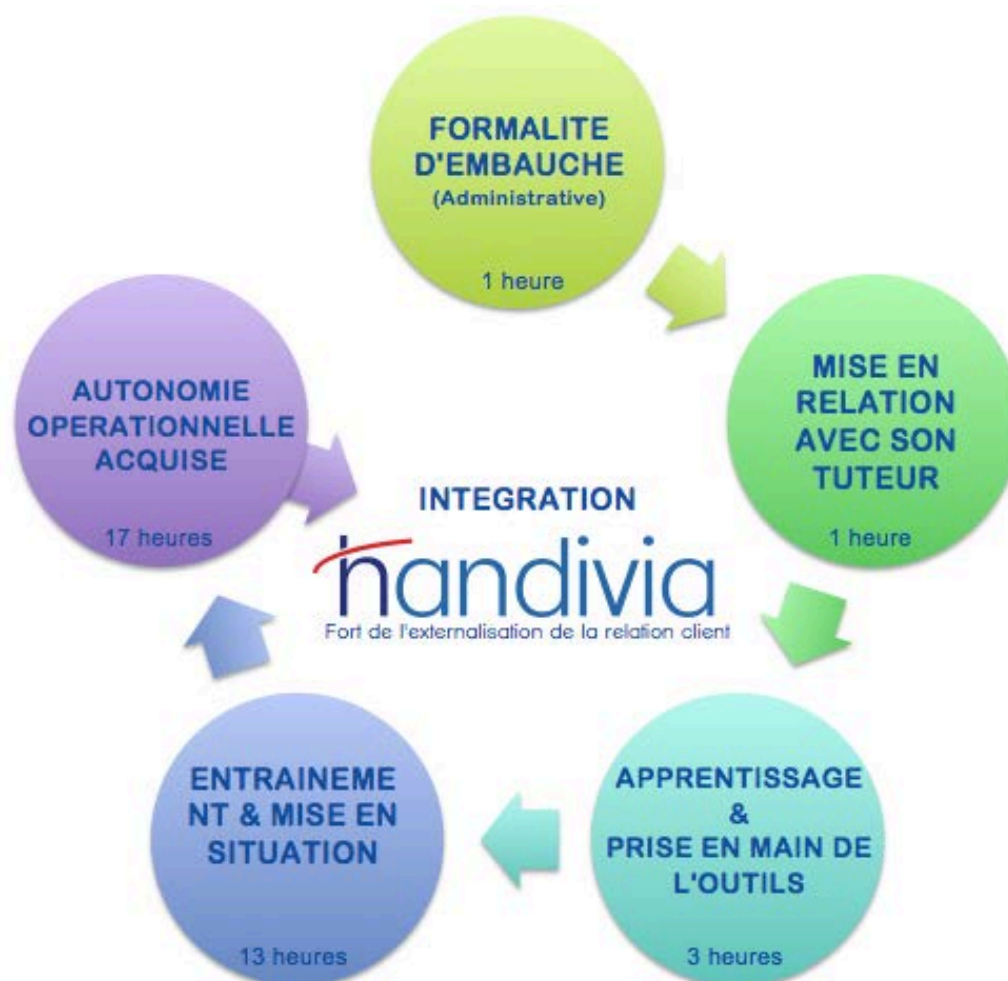 FORMALITE
D'EMBAUCHE
(Administrative)
1 heure
MISE EN
RELATION
AVEC SON
TUTEUR
1 heure
APPRENTISSAGE
&
PRISE EN MAIN DE
L'OUTILS
3 heures
ENTRAINEME
NT & MISE EN
SITUATION
13 heures
AUTONOMIE
OPERATIONNELLE
ACQUISE
17 heures
INTEGRATION
handivia
Fort de l'externalisation de la relation client